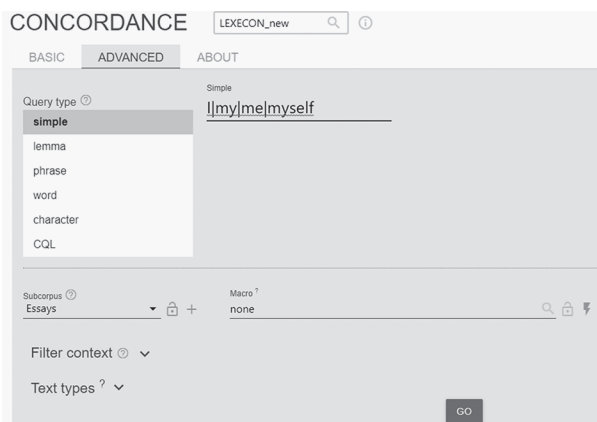 CONCORDANCE LEXECON_new
BASIC ADVANCED ABOUT
Query type ?
simple
lemma
phrase
word
character
CQL
Simple
I|my|me|myself
Subcorpus ?
Essays
Macro ?
none
Filter context ?
Text types ?
GO